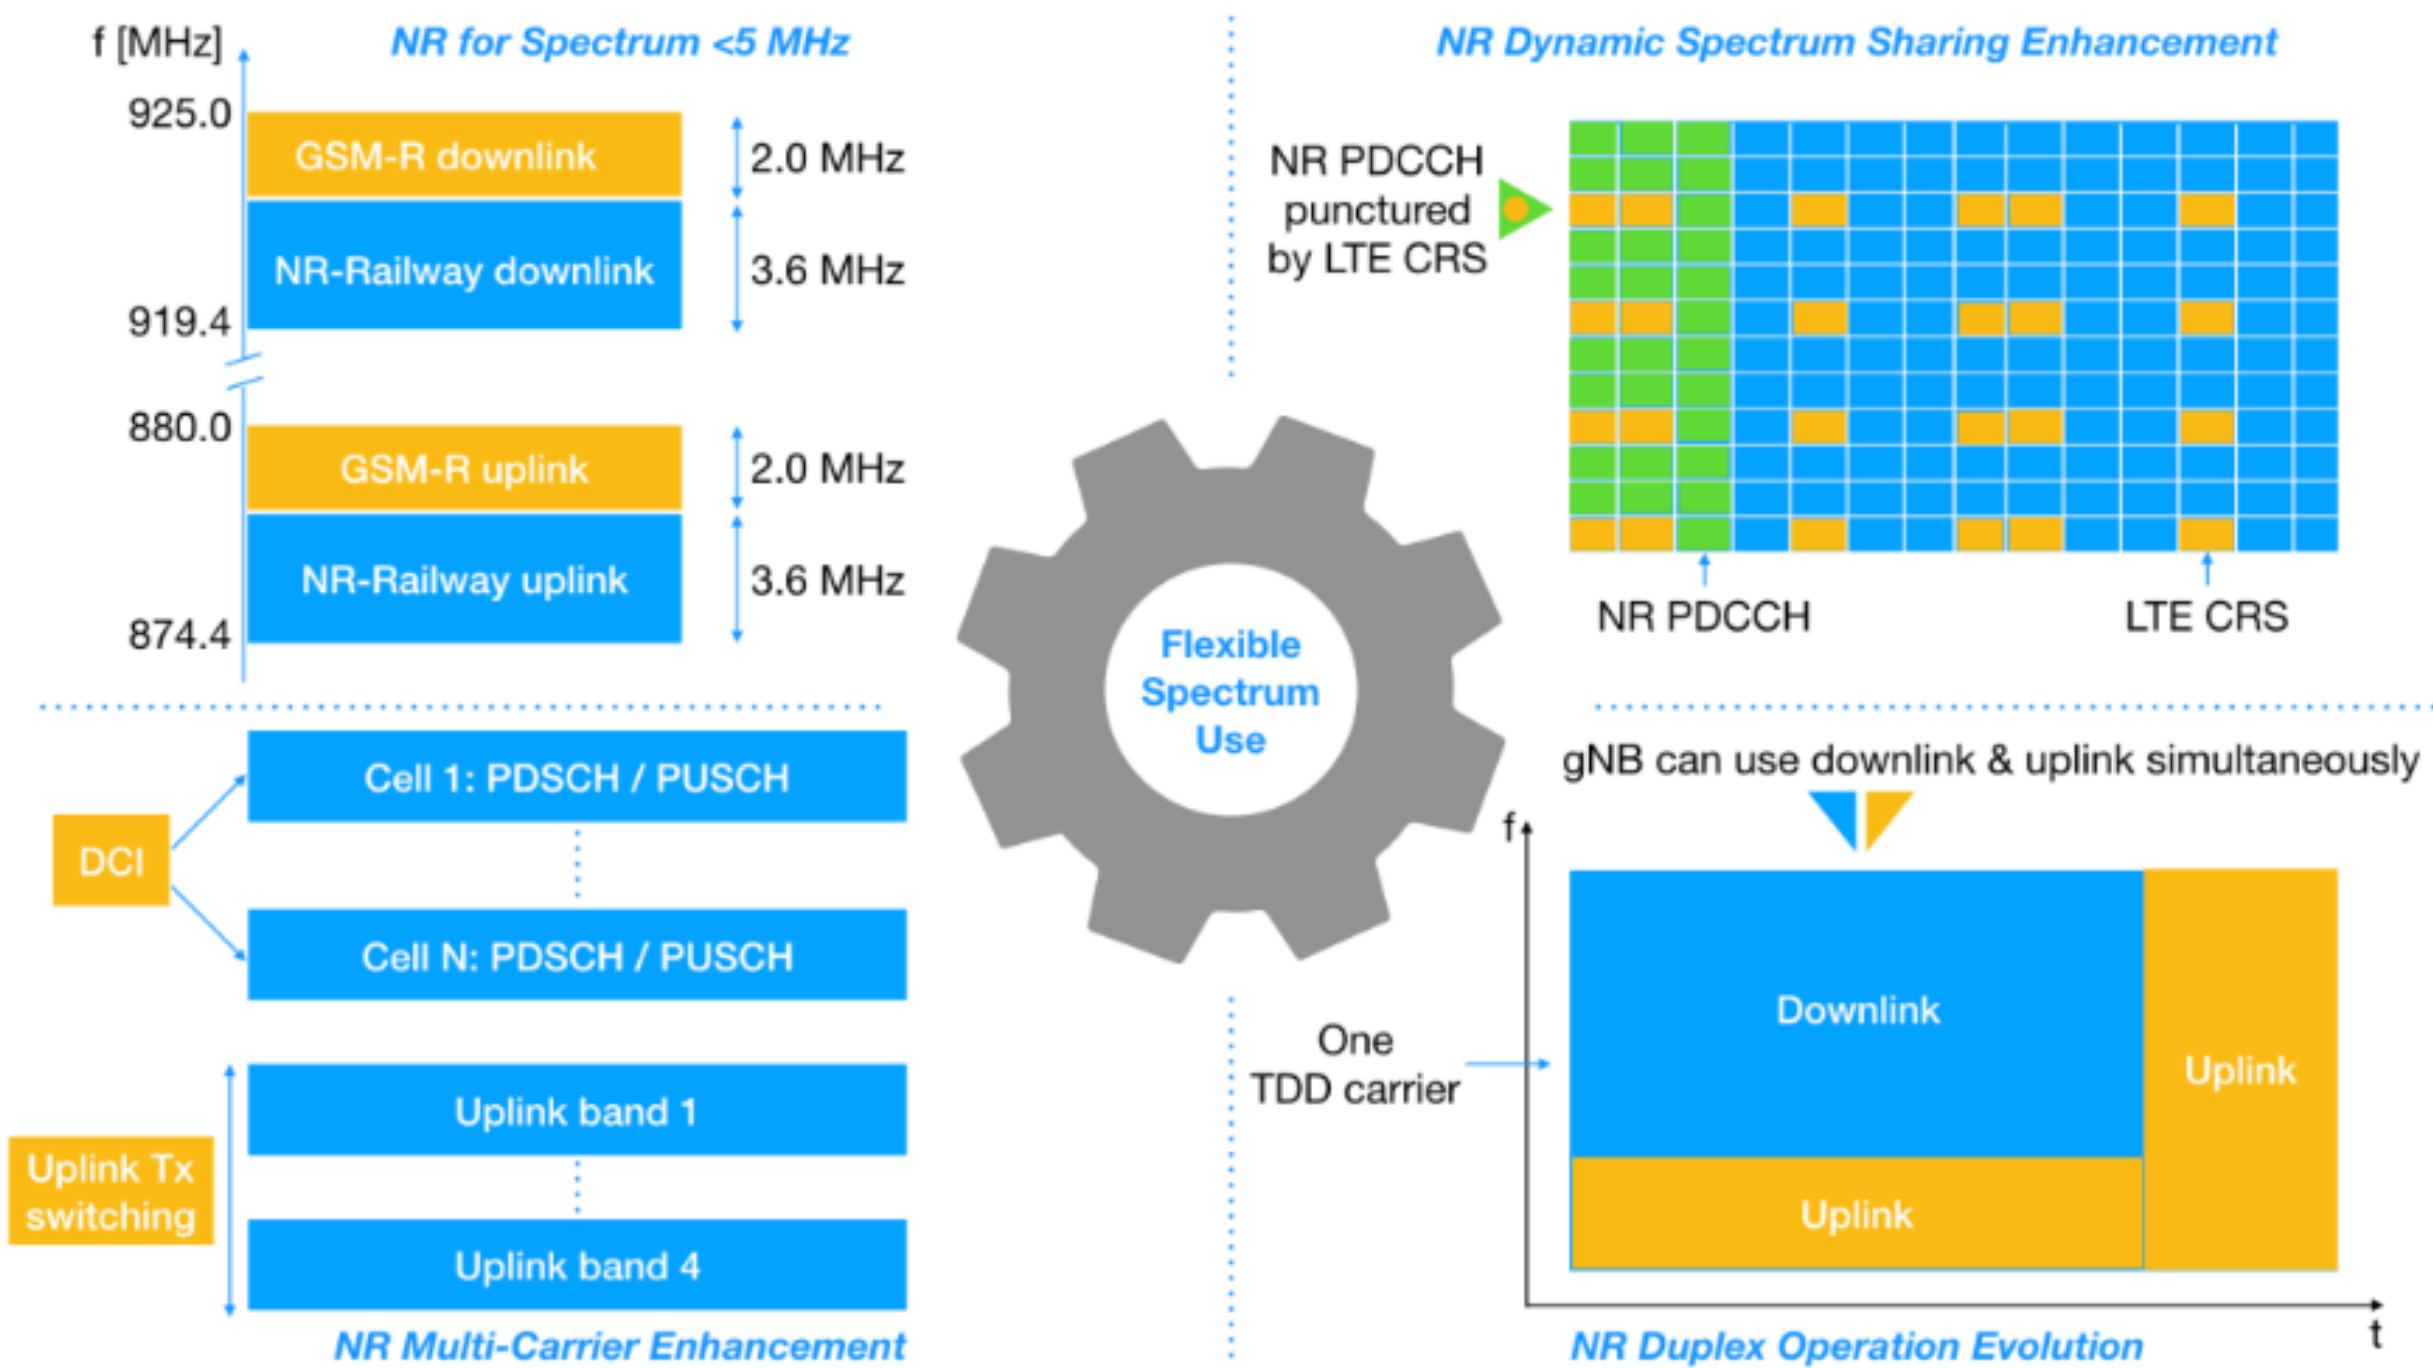 f [MHz]
NR for Spectrum <5 MHz
925.0
GSM-R downlink
2.0 MHz
NR-Railway downlink
3.6 MHz
919.4
880.0
GSM-R uplink
2.0 MHz
NR-Railway uplink
3.6 MHz
874.4
NR Dynamic Spectrum Sharing Enhancement
NR PDCCH
punctured
by LTE CRS
NR PDCCH
LTE CRS
Flexible
Spectrum
Use
Cell 1: PDSCH / PUSCH
DCI
Cell N: PDSCH / PUSCH
Uplink band 1
Uplink Tx
switching
Uplink band 4
NR Multi-Carrier Enhancement
gNB can use downlink & uplink simultaneously
f
Downlink
One
TDD carrier
Uplink
Uplink
t
NR Duplex Operation Evolution